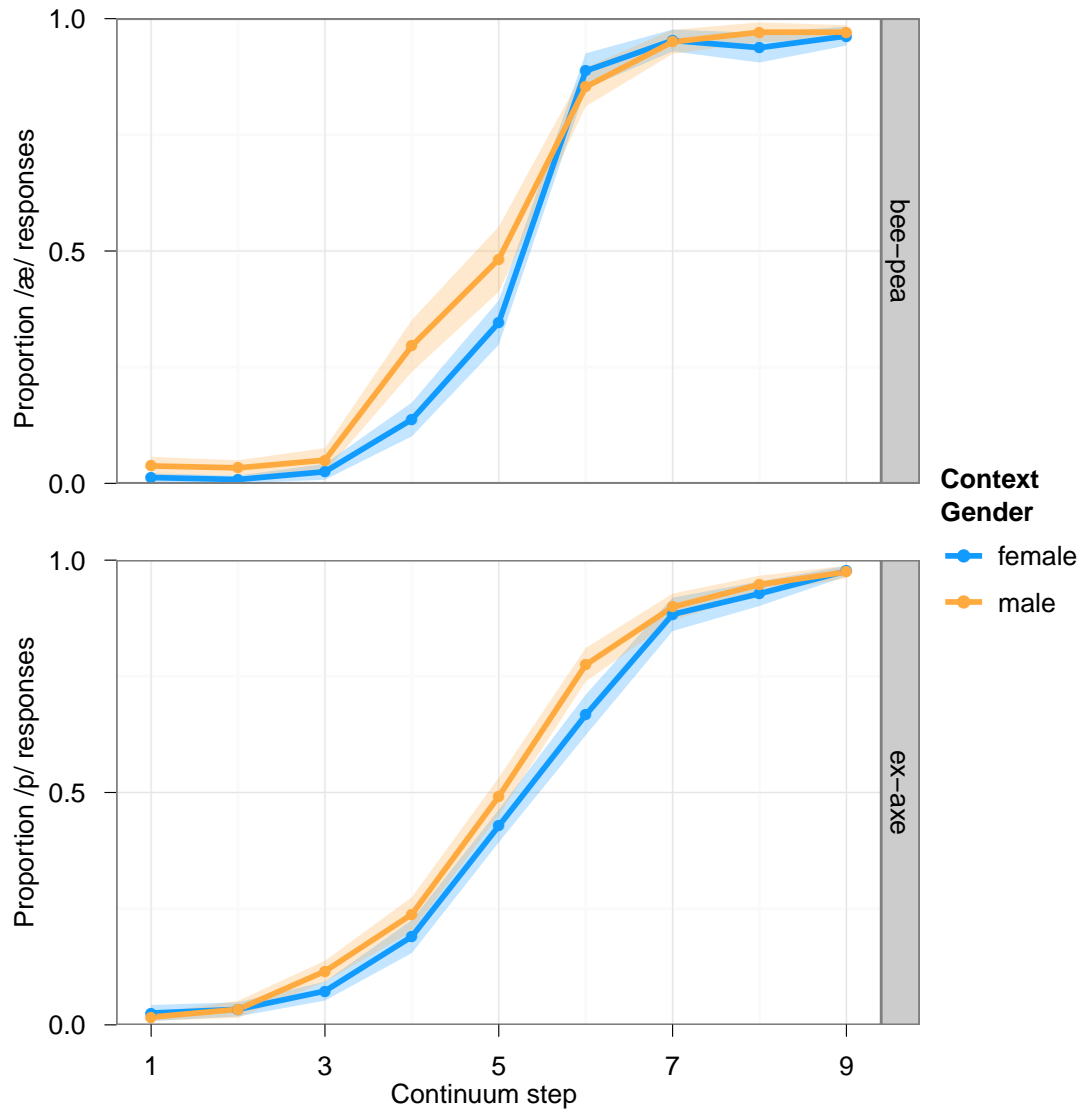 1.0
0.5
0.0
Proportion /æ/ responses
bee−pea
1.0
0.5
0.0
Proportion /p/ responses
ex−axe
1 3 5 7 9
Continuum step
Context
Gender
female
male